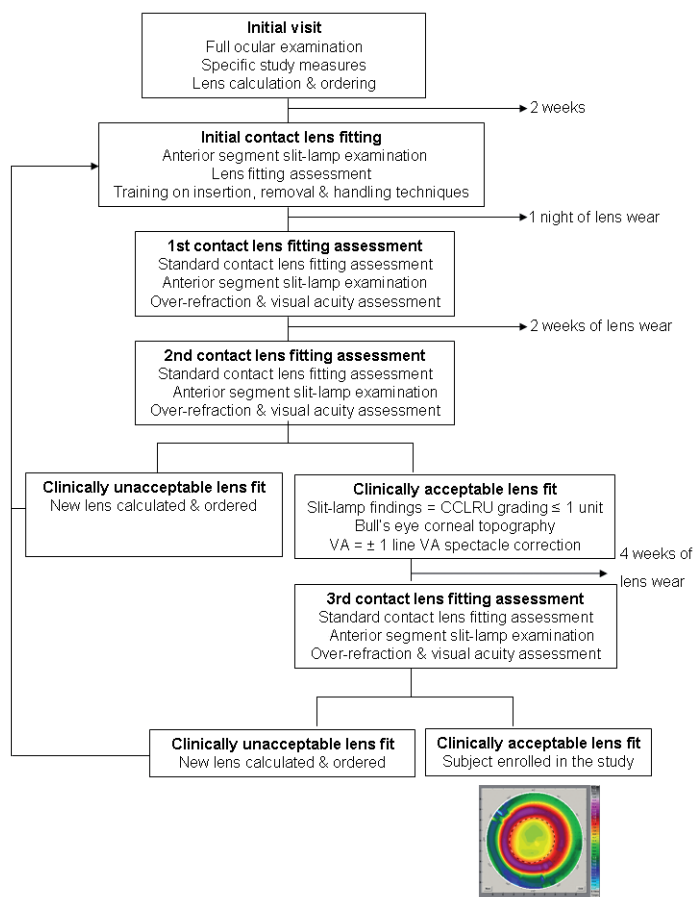 Initial visit
Full ocular examination
Specific study measures
Lens calculation & ordering
2 weeks
Initial contact lens fitting
Anterior segment slit-lamp examination
Lens fitting assessment
Training on insertion, removal & handling techniques
1 night of lens wear
1st contact lens fitting assessment
Standard contact lens fitting assessment
Anterior segment slit-lamp examination
Over-refraction & visual acuity assessment
2 weeks of lens wear
2nd contact lens fitting assessment
Standard contact lens fitting assessment
Anterior segment slit-lamp examination
Over-refraction & visual acuity assessment
Clinically unacceptable lens fit
New lens calculated & ordered
Clinically acceptable lens fit
Slit-lamp findings = CCLRU grading ≤ 1 unit
Bull's eye corneal topography
VA = ± 1 line VA spectacle correction
4 weeks of
lens wear
3rd contact lens fitting assessment
Standard contact lens fitting assessment
Anterior segment slit-lamp examination
Over-refraction & visual acuity assessment
Clinically unacceptable lens fit
New lens calculated & ordered
Clinically acceptable lens fit
Subject enrolled in the study